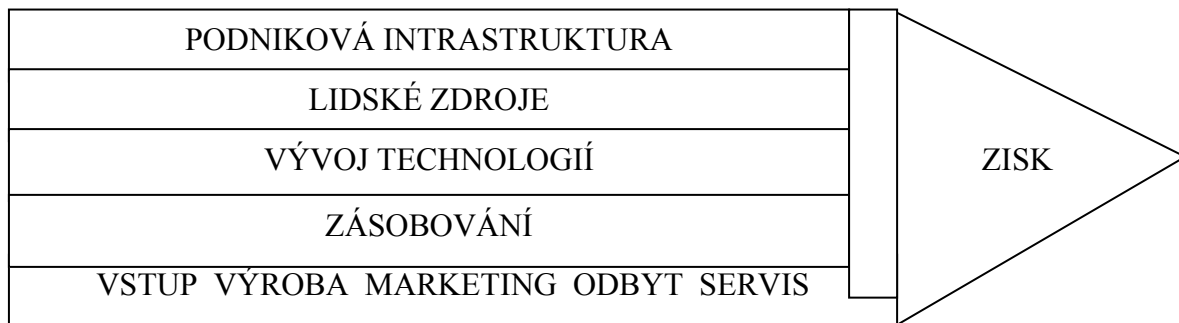 PODNIKOVÁ INTRASTRUKTURA
LIDSKÉ ZDROJE
VÝVOJ TECHNOLOGIÍ
ZISK
ZÁSOBOVÁNÍ
VSTUP VÝROBA MARKETING ODBYT SERVIS